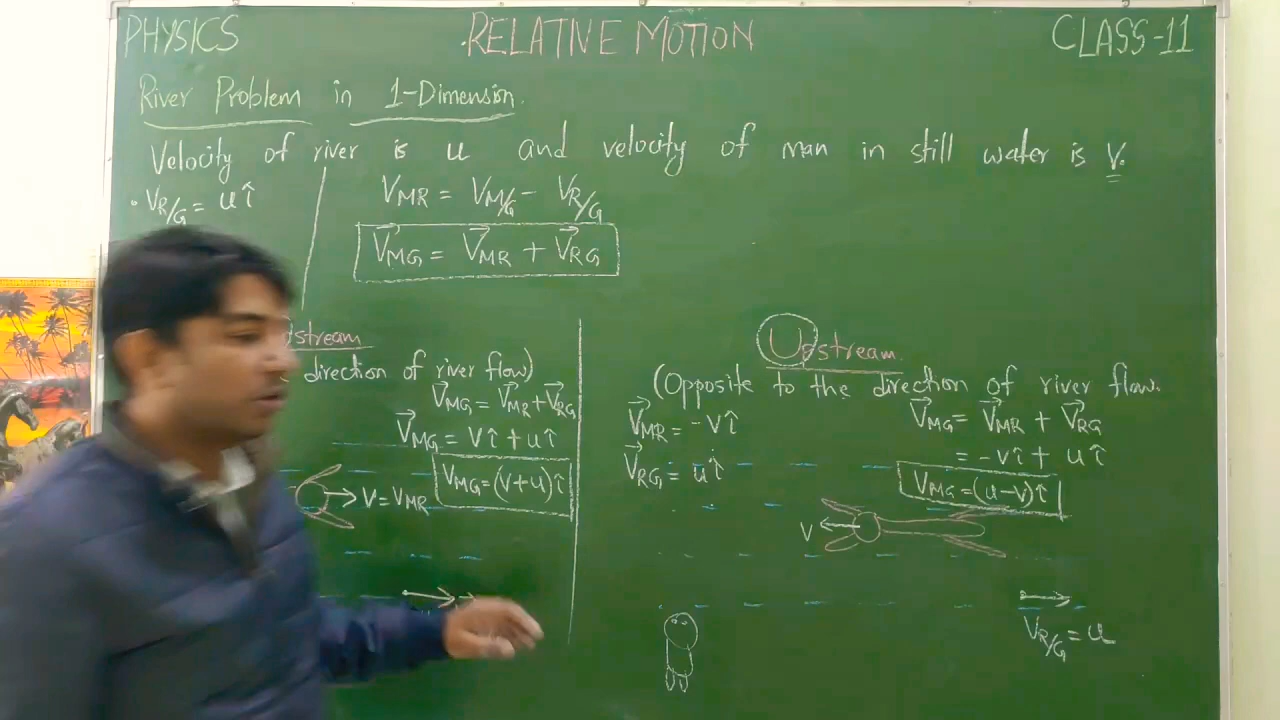 PHYSICS
RELATIVE MOTION
CLASS-11
River Problem in 1-Dimension.
Velocity of river is u and velocity of man in still water is V.
• V⃗R/G = u î
VMR = VM/G - VR/G
V⃗MG = V⃗MR + V⃗RG
stream
direction of river flow)
V⃗MG = V⃗MR + V⃗RG
V⃗MG = V î + u î
VMG = (V+u) î
V = VMR
Upstream.
(Opposite to the direction of river flow.
V⃗MR = -V î
V⃗RG = u î
V⃗MG = V⃗MR + V⃗RG
= -V î + u î
VMG = (u-V) î
V
VR/G = u